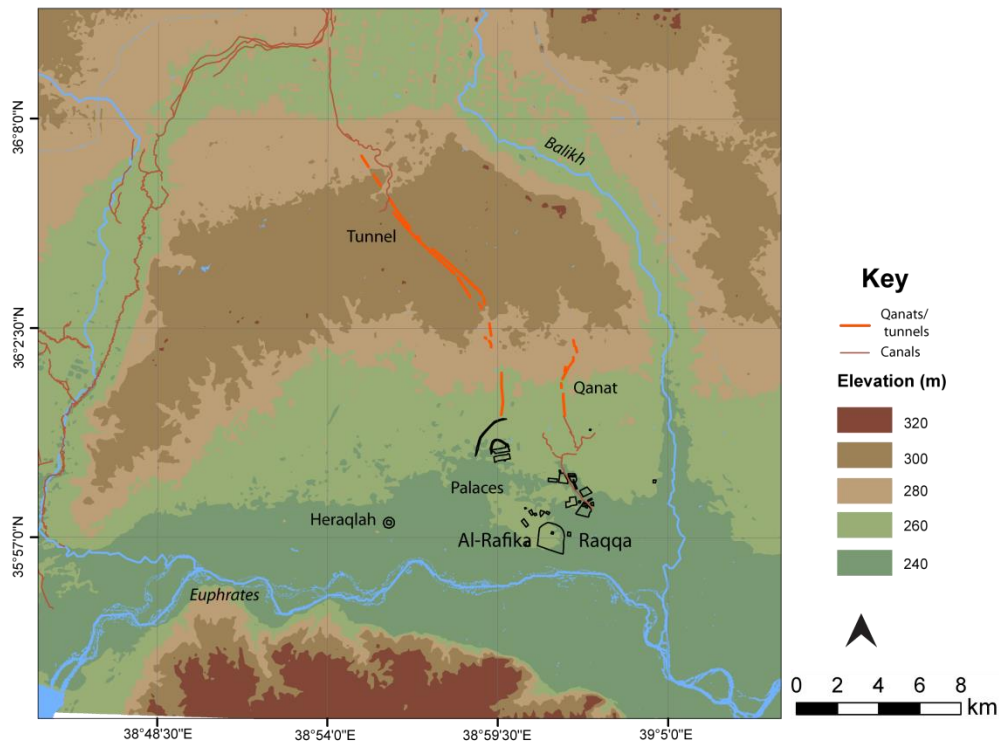 36°8'0"N
36°2'30"N
35°57'0"N
Balikh
Tunnel
Qanat
Palaces
Heraqlah
Al-Rafika
Raqqa
Euphrates
38°48'30"E
38°54'0"E
38°59'30"E
39°5'0"E
Key
Qanats/
tunnels
Canals
Elevation (m)
320
300
280
260
240
0 2 4 6 8
km